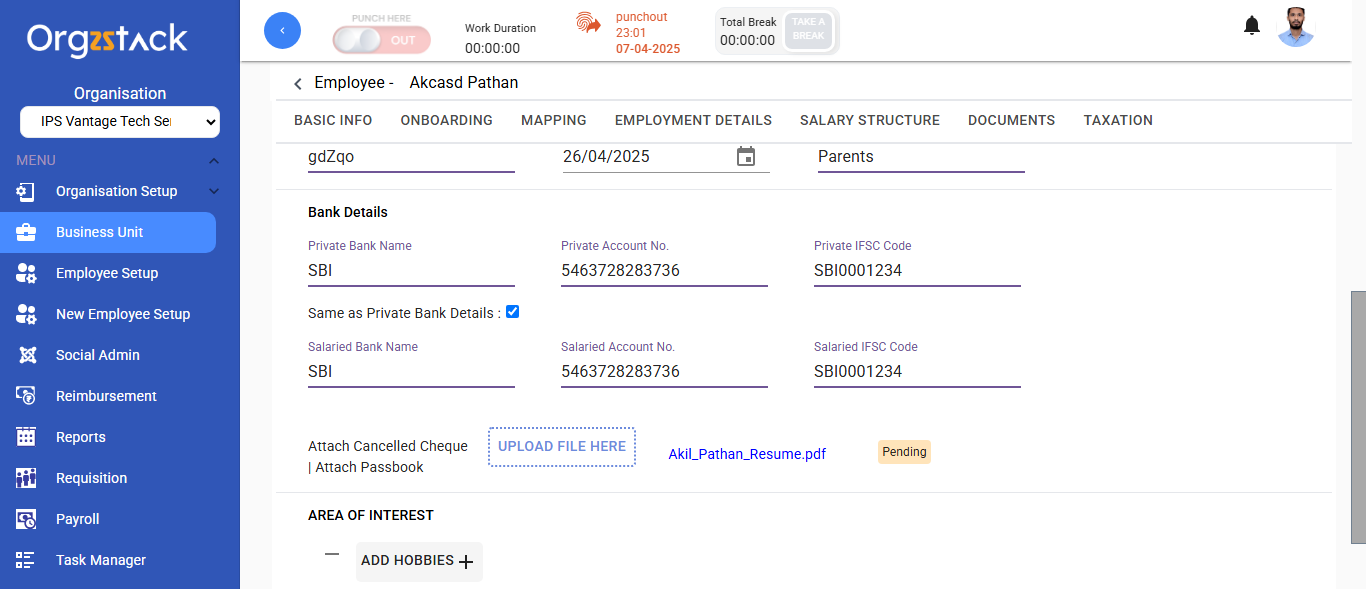 Orgzstack
Organisation
IPS Vantage Tech Ser
MENU
Organisation Setup
Business Unit
Employee Setup
New Employee Setup
Social Admin
Reimbursement
Reports
Requisition
Payroll
Task Manager
PUNCH HERE
OUT
Work Duration
00:00:00
punchout
23:01
07-04-2025
Total Break
00:00:00
TAKE A
BREAK
Employee - Akcasd Pathan
BASIC INFO ONBOARDING MAPPING EMPLOYMENT DETAILS SALARY STRUCTURE DOCUMENTS TAXATION
gdZqo 26/04/2025 Parents
Bank Details
Private Bank Name Private Account No. Private IFSC Code
SBI 5463728283736 SBI0001234
Same as Private Bank Details :
Salaried Bank Name Salaried Account No. Salaried IFSC Code
SBI 5463728283736 SBI0001234
Attach Cancelled Cheque
| Attach Passbook
UPLOAD FILE HERE
Akil_Pathan_Resume.pdf
Pending
AREA OF INTEREST
ADD HOBBIES